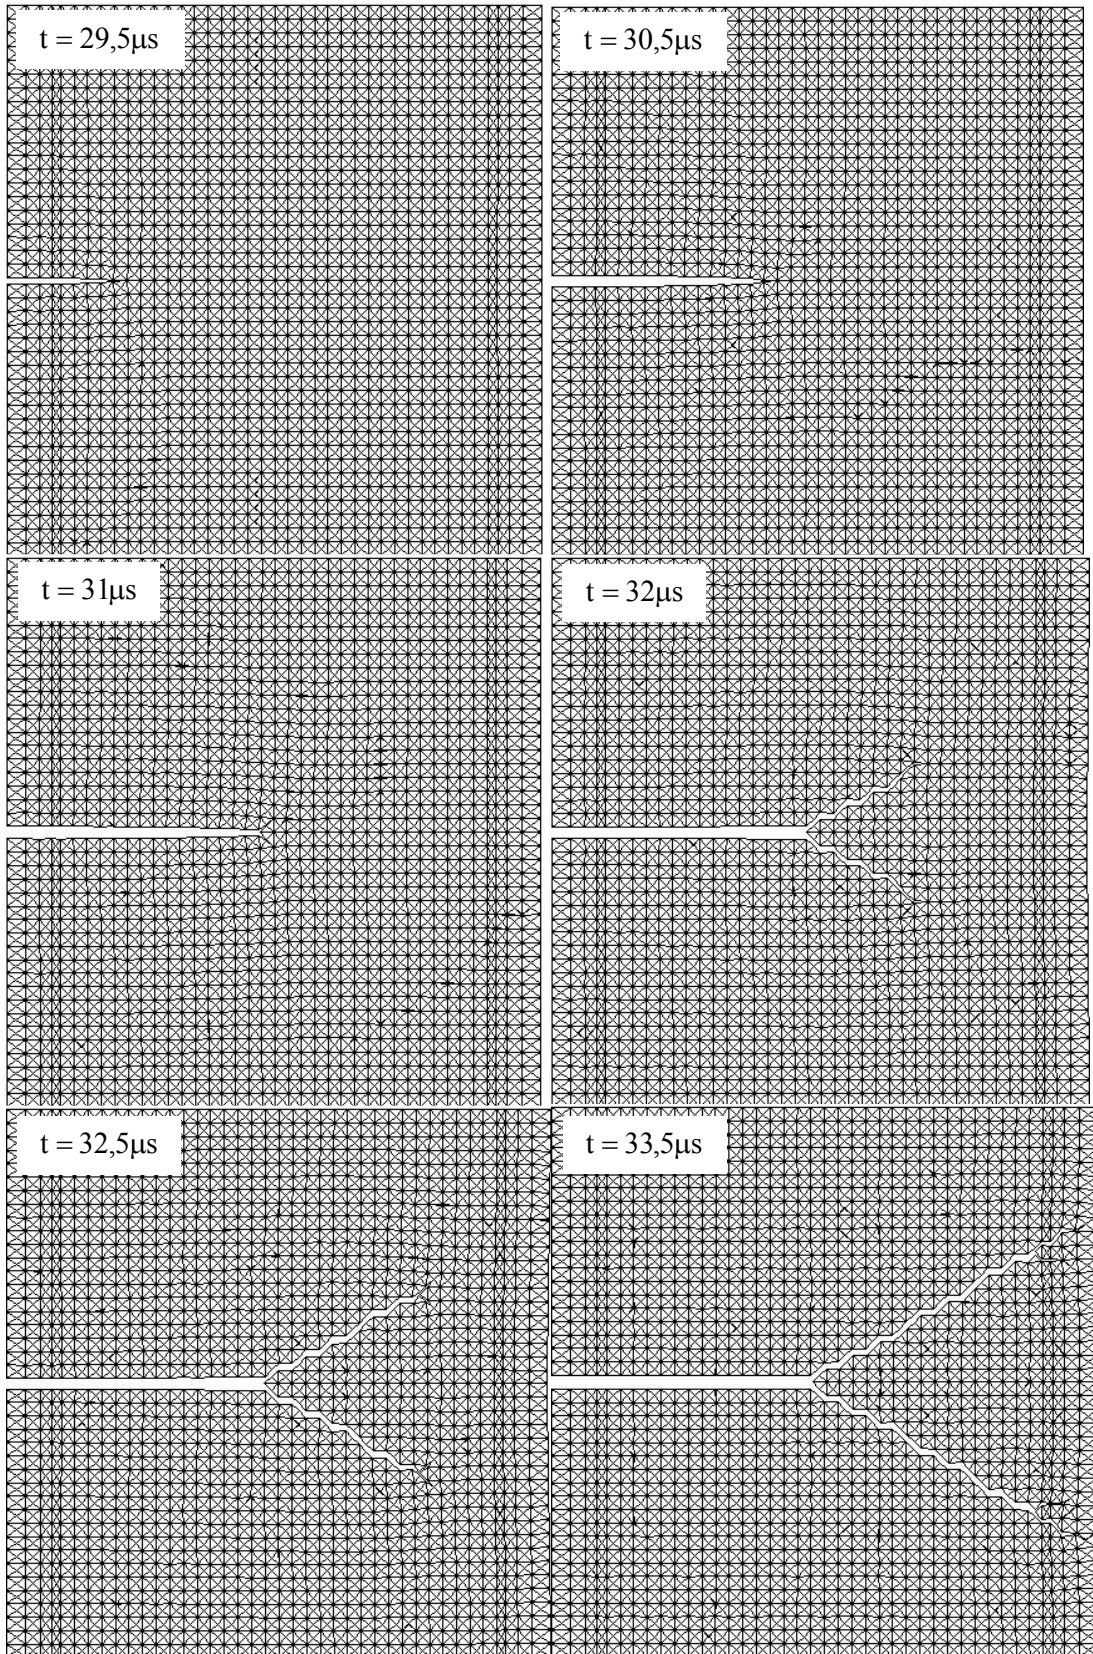 t = 29,5μs
t = 30,5μs
t = 31μs
t = 32μs
t = 32,5μs
t = 33,5μs